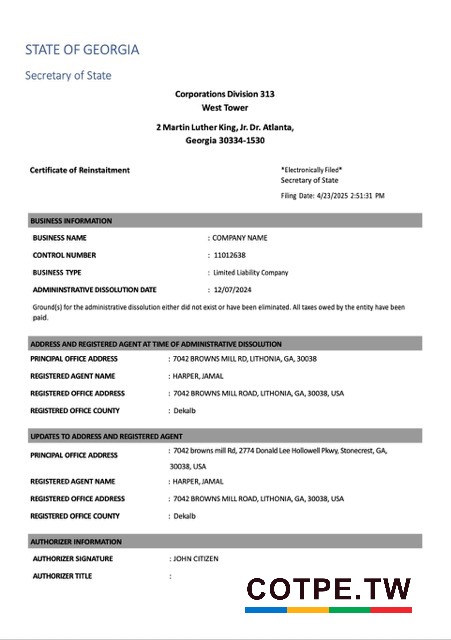 STATE OF GEORGIA
Secretary of State
Corporations Division 313
West Tower
2 Martin Luther King, Jr. Dr. Atlanta,
Georgia 30334-1530
Certificate of Reinstaitment
*Electronically Filed*
Secretary of State
Filing Date: 4/23/2025 2:51:31 PM
BUSINESS INFORMATION
BUSINESS NAME : COMPANY NAME
CONTROL NUMBER : 11012638
BUSINESS TYPE : Limited Liability Company
ADMININSTRATIVE DISSOLUTION DATE : 12/07/2024
Ground(s) for the administrative dissolution either did not exist or have been eliminated. All taxes owed by the entity have been
paid.
ADDRESS AND REGISTERED AGENT AT TIME OF ADMINISTRATIVE DISSOLUTION
PRINCIPAL OFFICE ADDRESS : 7042 BROWNS MILL RD, LITHONIA, GA, 30038
REGISTERED AGENT NAME : HARPER, JAMAL
REGISTERED OFFICE ADDRESS : 7042 BROWNS MILL ROAD, LITHONIA, GA, 30038, USA
REGISTERED OFFICE COUNTY : Dekalb
UPDATES TO ADDRESS AND REGISTERED AGENT
PRINCIPAL OFFICE ADDRESS : 7042 browns mill Rd, 2774 Donald Lee Hollowell Pkwy, Stonecrest, GA,
30038, USA
REGISTERED AGENT NAME : HARPER, JAMAL
REGISTERED OFFICE ADDRESS : 7042 BROWNS MILL ROAD, LITHONIA, GA, 30038, USA
REGISTERED OFFICE COUNTY : Dekalb
AUTHORIZER INFORMATION
AUTHORIZER SIGNATURE : JOHN CITIZEN
AUTHORIZER TITLE :
COTPE.TW